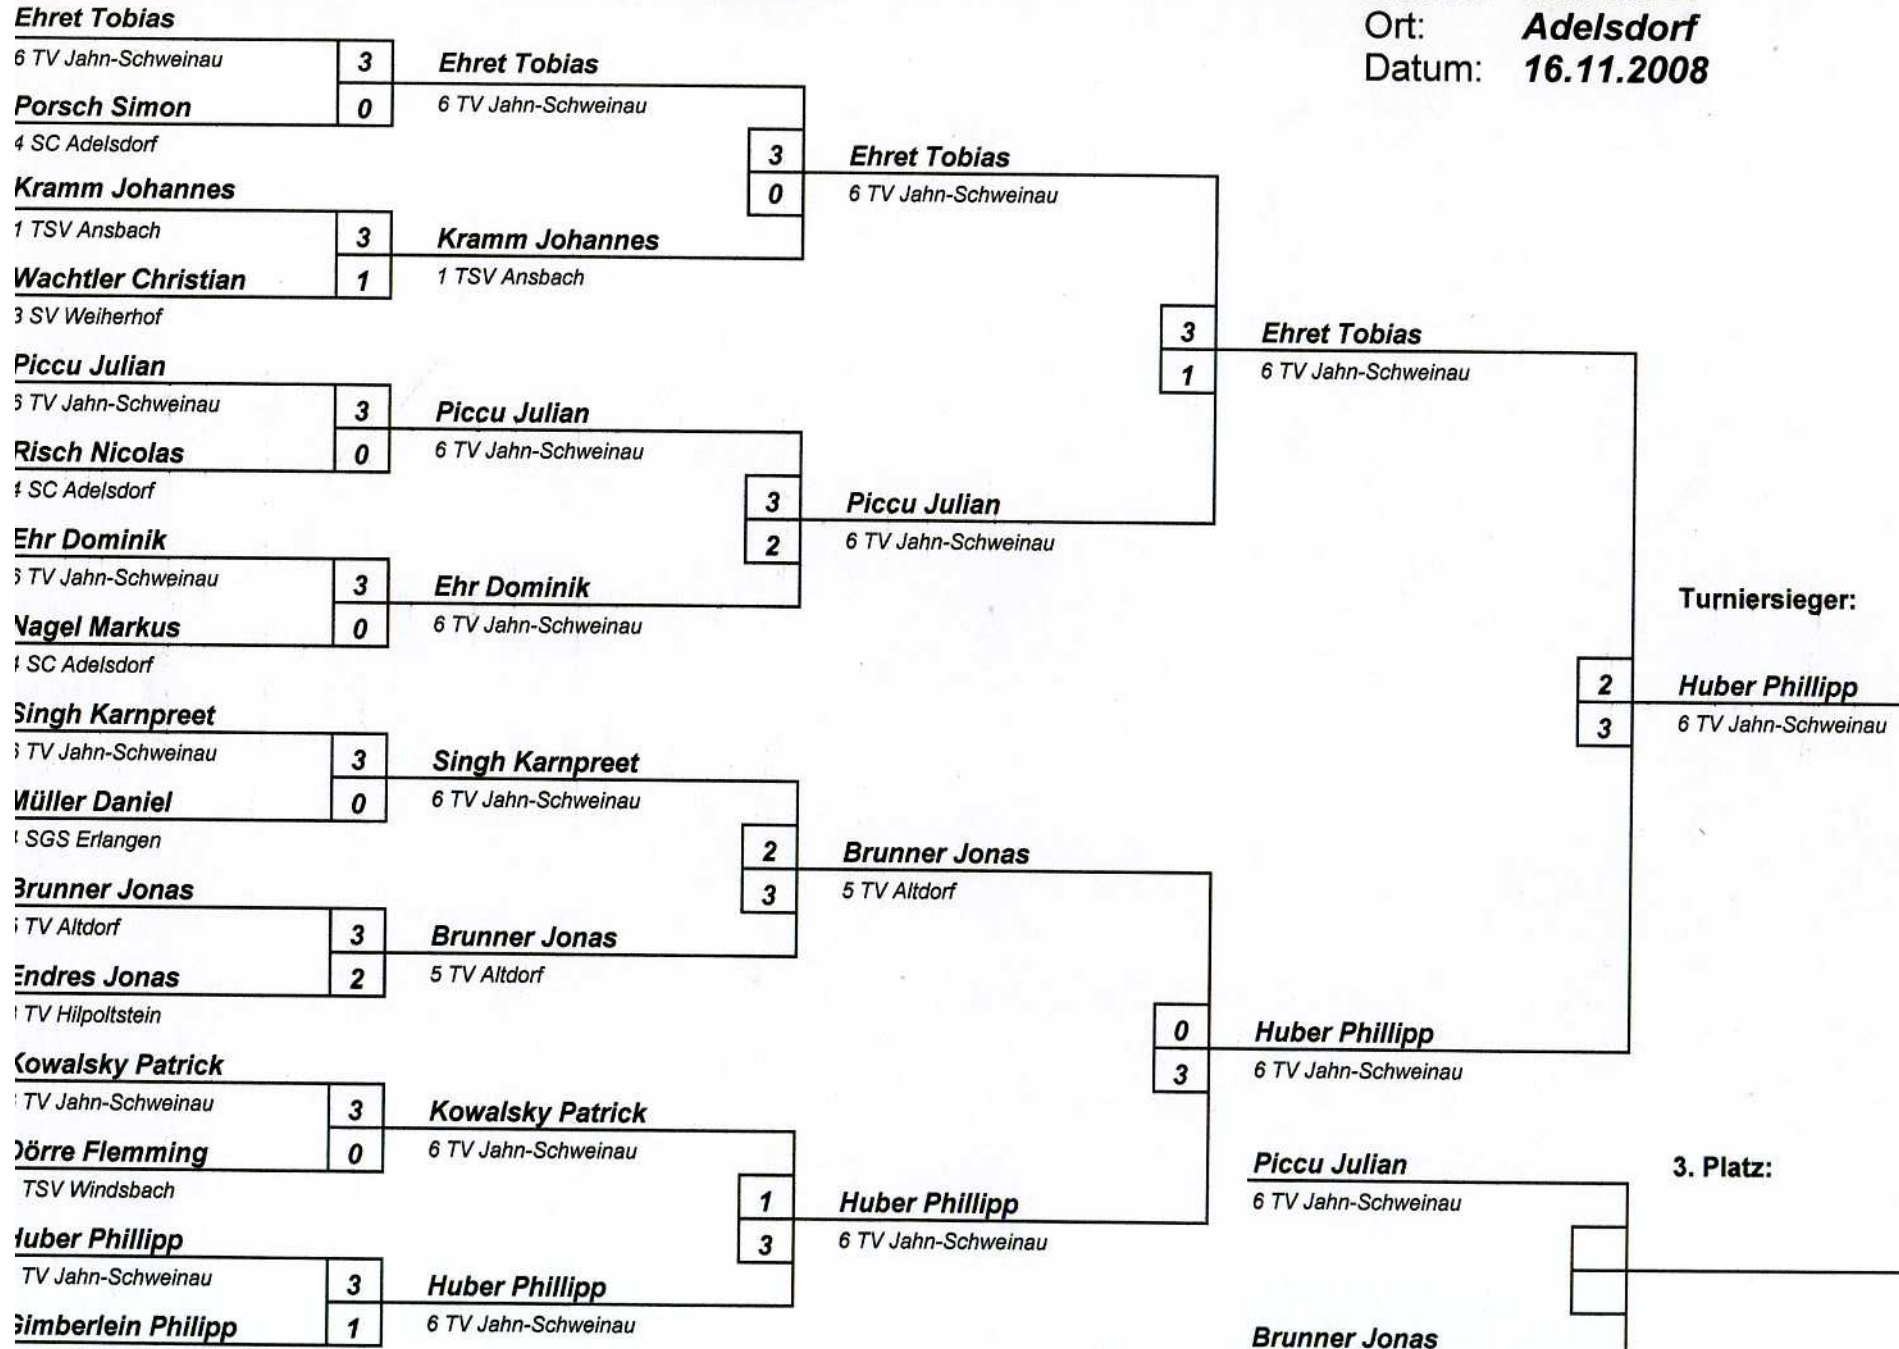 Ort: Adelsdorf
Datum: 16.11.2008
Ehret Tobias
6 TV Jahn-Schweinau
3
Porsch Simon
0
4 SC Adelsdorf
Kramm Johannes
1 TSV Ansbach
3
Wachtler Christian
1
3 SV Weiherhof
Piccu Julian
TV Jahn-Schweinau
3
Risch Nicolas
0
SC Adelsdorf
Ehr Dominik
TV Jahn-Schweinau
3
Nagel Markus
0
SC Adelsdorf
Singh Karnpreet
TV Jahn-Schweinau
3
Müller Daniel
0
SGS Erlangen
Brunner Jonas
TV Altdorf
3
Endres Jonas
2
TV Hilpoltstein
Kowalsky Patrick
TV Jahn-Schweinau
3
Dörre Flemming
0
TSV Windsbach
Huber Phillipp
TV Jahn-Schweinau
3
Gimberlein Philipp
1
Ehret Tobias
6 TV Jahn-Schweinau
3
0
Kramm Johannes
1 TSV Ansbach
Piccu Julian
6 TV Jahn-Schweinau
3
2
Ehr Dominik
6 TV Jahn-Schweinau
Singh Karnpreet
6 TV Jahn-Schweinau
2
3
Brunner Jonas
5 TV Altdorf
Kowalsky Patrick
6 TV Jahn-Schweinau
1
3
Huber Phillipp
6 TV Jahn-Schweinau
Ehret Tobias
6 TV Jahn-Schweinau
3
1
Piccu Julian
6 TV Jahn-Schweinau
Brunner Jonas
5 TV Altdorf
0
3
Huber Phillipp
6 TV Jahn-Schweinau
Ehret Tobias
6 TV Jahn-Schweinau
2
3
Huber Phillipp
6 TV Jahn-Schweinau
Turniersieger:
Huber Phillipp
6 TV Jahn-Schweinau
Piccu Julian
6 TV Jahn-Schweinau
3. Platz:
Brunner Jonas